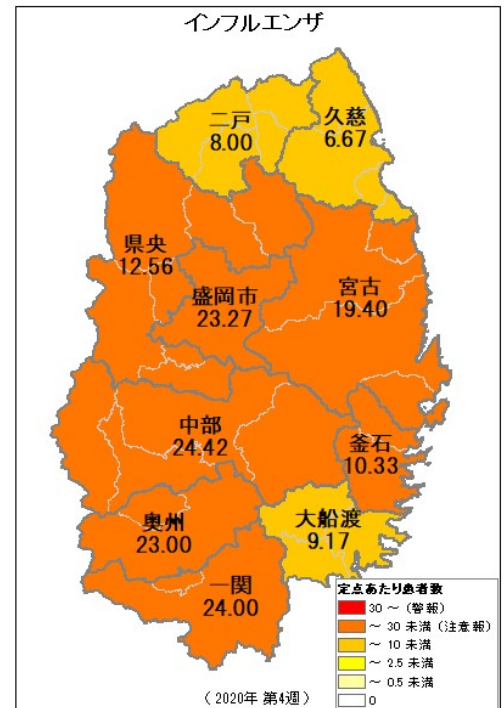 インフルエンザ
二戸
8.00
久慈
6.67
県央
12.56
盛岡市
23.27
宮古
19.40
中部
24.42
釜石
10.33
奥州
23.00
大船渡
9.17
一関
24.00
定点あたり患者数
30 ~ (警報)
~ 30 未満 (注意報)
~ 10 未満
~ 2.5 未満
~ 0.5 未満
0
(2020年 第4週)